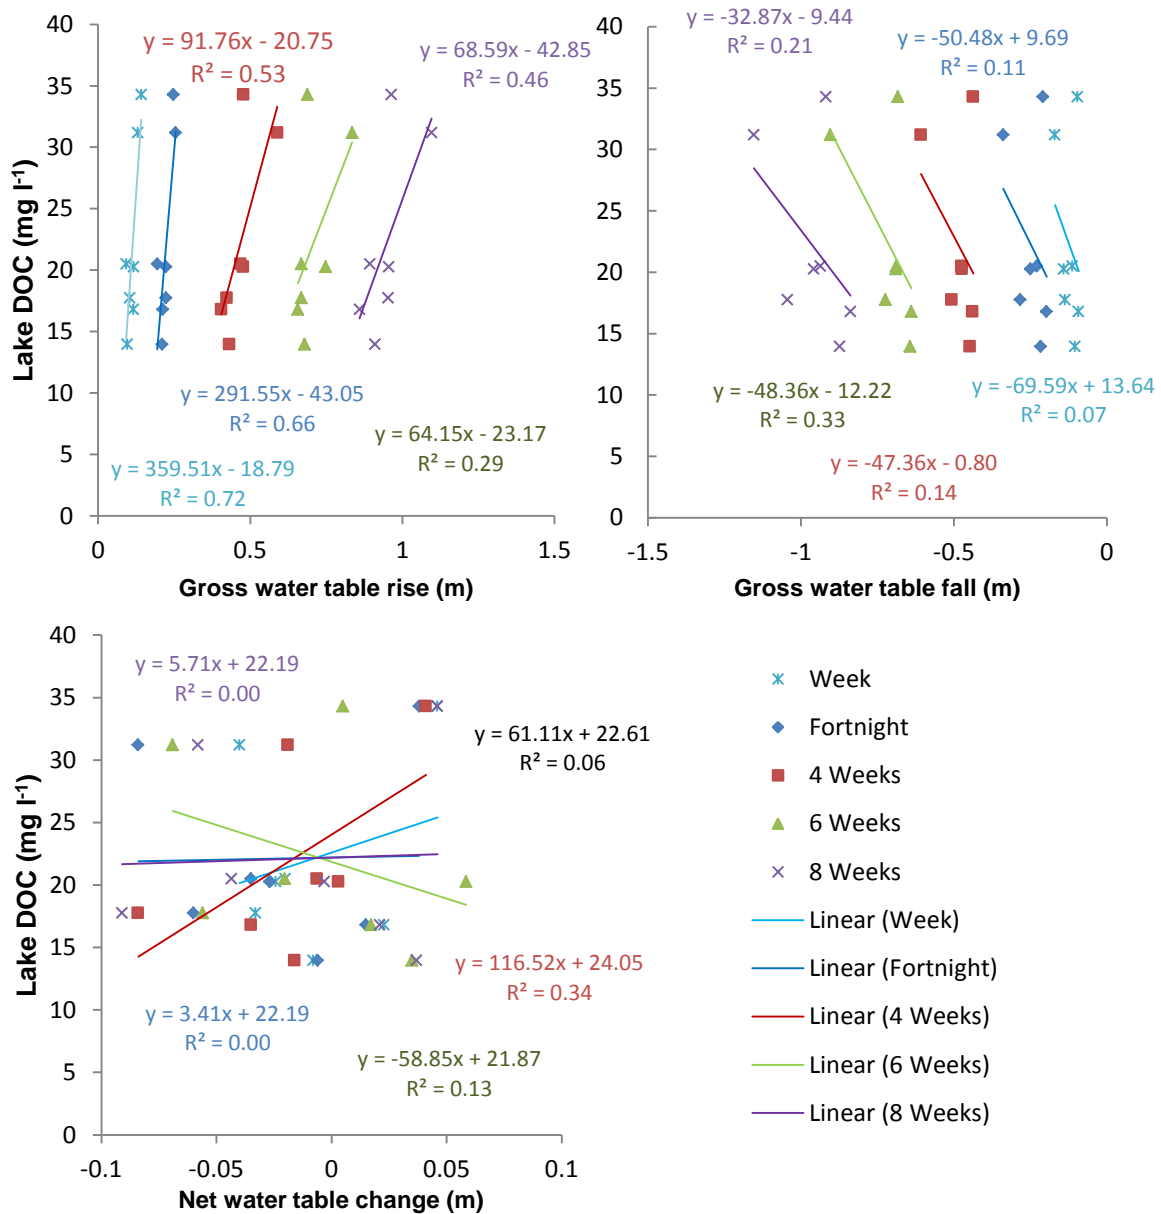 y = 91.76x - 20.75
R² = 0.53
y = 68.59x - 42.85
R² = 0.46
40
35
30
25
20
15
10
5
0
Lake DOC (mg l-1)
y = 291.55x - 43.05
R² = 0.66
y = 64.15x - 23.17
R² = 0.29
y = 359.51x - 18.79
R² = 0.72
0 0.5 1 1.5
Gross water table rise (m)
y = -32.87x - 9.44
R² = 0.21
y = -50.48x + 9.69
R² = 0.11
40
35
30
25
20
15
10
5
0
y = -48.36x - 12.22
R² = 0.33
y = -69.59x + 13.64
R² = 0.07
y = -47.36x - 0.80
R² = 0.14
-1.5 -1 -0.5 0
Gross water table fall (m)
40
35
30
25
20
15
10
5
0
Lake DOC (mg l-1)
y = 5.71x + 22.19
R² = 0.00
y = 61.11x + 22.61
R² = 0.06
y = 116.52x + 24.05
R² = 0.34
y = 3.41x + 22.19
R² = 0.00
y = -58.85x + 21.87
R² = 0.13
-0.1 -0.05 0 0.05 0.1
Net water table change (m)
Week
Fortnight
4 Weeks
6 Weeks
8 Weeks
Linear (Week)
Linear (Fortnight)
Linear (4 Weeks)
Linear (6 Weeks)
Linear (8 Weeks)